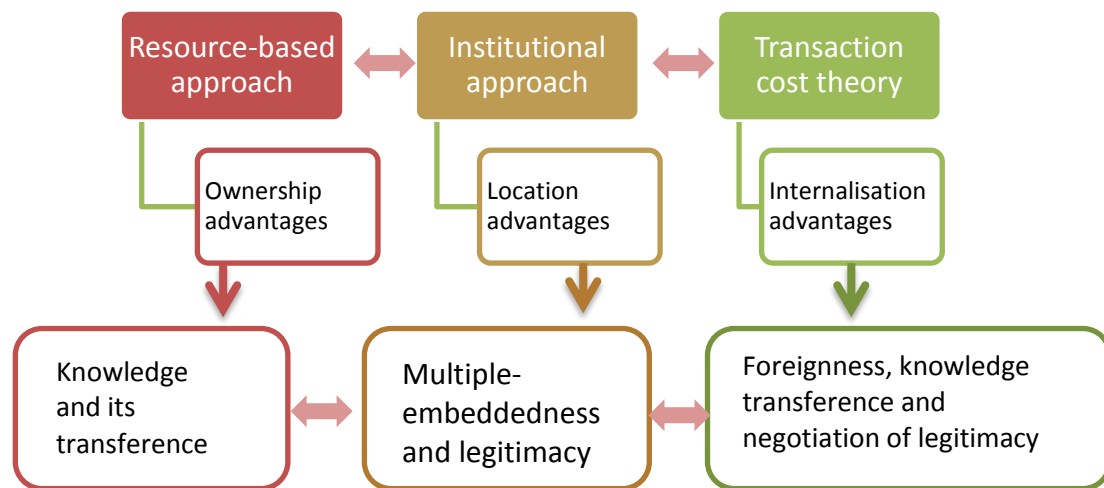 Resource-based
approach
Institutional
approach
Transaction
cost theory
Ownership
advantages
Location
advantages
Internalisation
advantages
Knowledge
and its
transference
Multiple-
embeddedness
and legitimacy
Foreignness, knowledge
transference and
negotiation of legitimacy